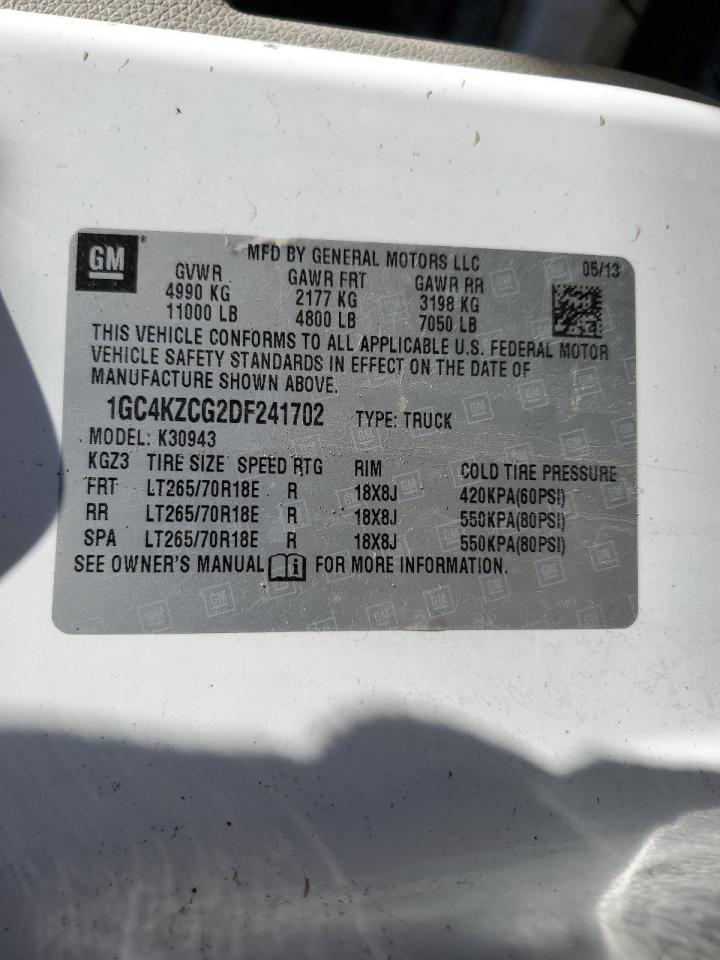 GM ® MFD BY GENERAL MOTORS LLC 05/13
GVWR GAWR FRT GAWR RR
4990 KG 2177 KG 3198 KG
11000 LB 4800 LB 7050 LB
THIS VEHICLE CONFORMS TO ALL APPLICABLE U.S. FEDERAL MOTOR
VEHICLE SAFETY STANDARDS IN EFFECT ON THE DATE OF
MANUFACTURE SHOWN ABOVE.
1GC4KZCG2DF241702 TYPE: TRUCK
MODEL: K30943
KGZ3 TIRE SIZE SPEED RTG RIM COLD TIRE PRESSURE
FRT LT265/70R18E R 18X8J 420KPA(60PSI)
RR LT265/70R18E R 18X8J 550KPA(80PSI)
SPA LT265/70R18E R 18X8J 550KPA(80PSI)
SEE OWNER'S MANUAL i FOR MORE INFORMATION.